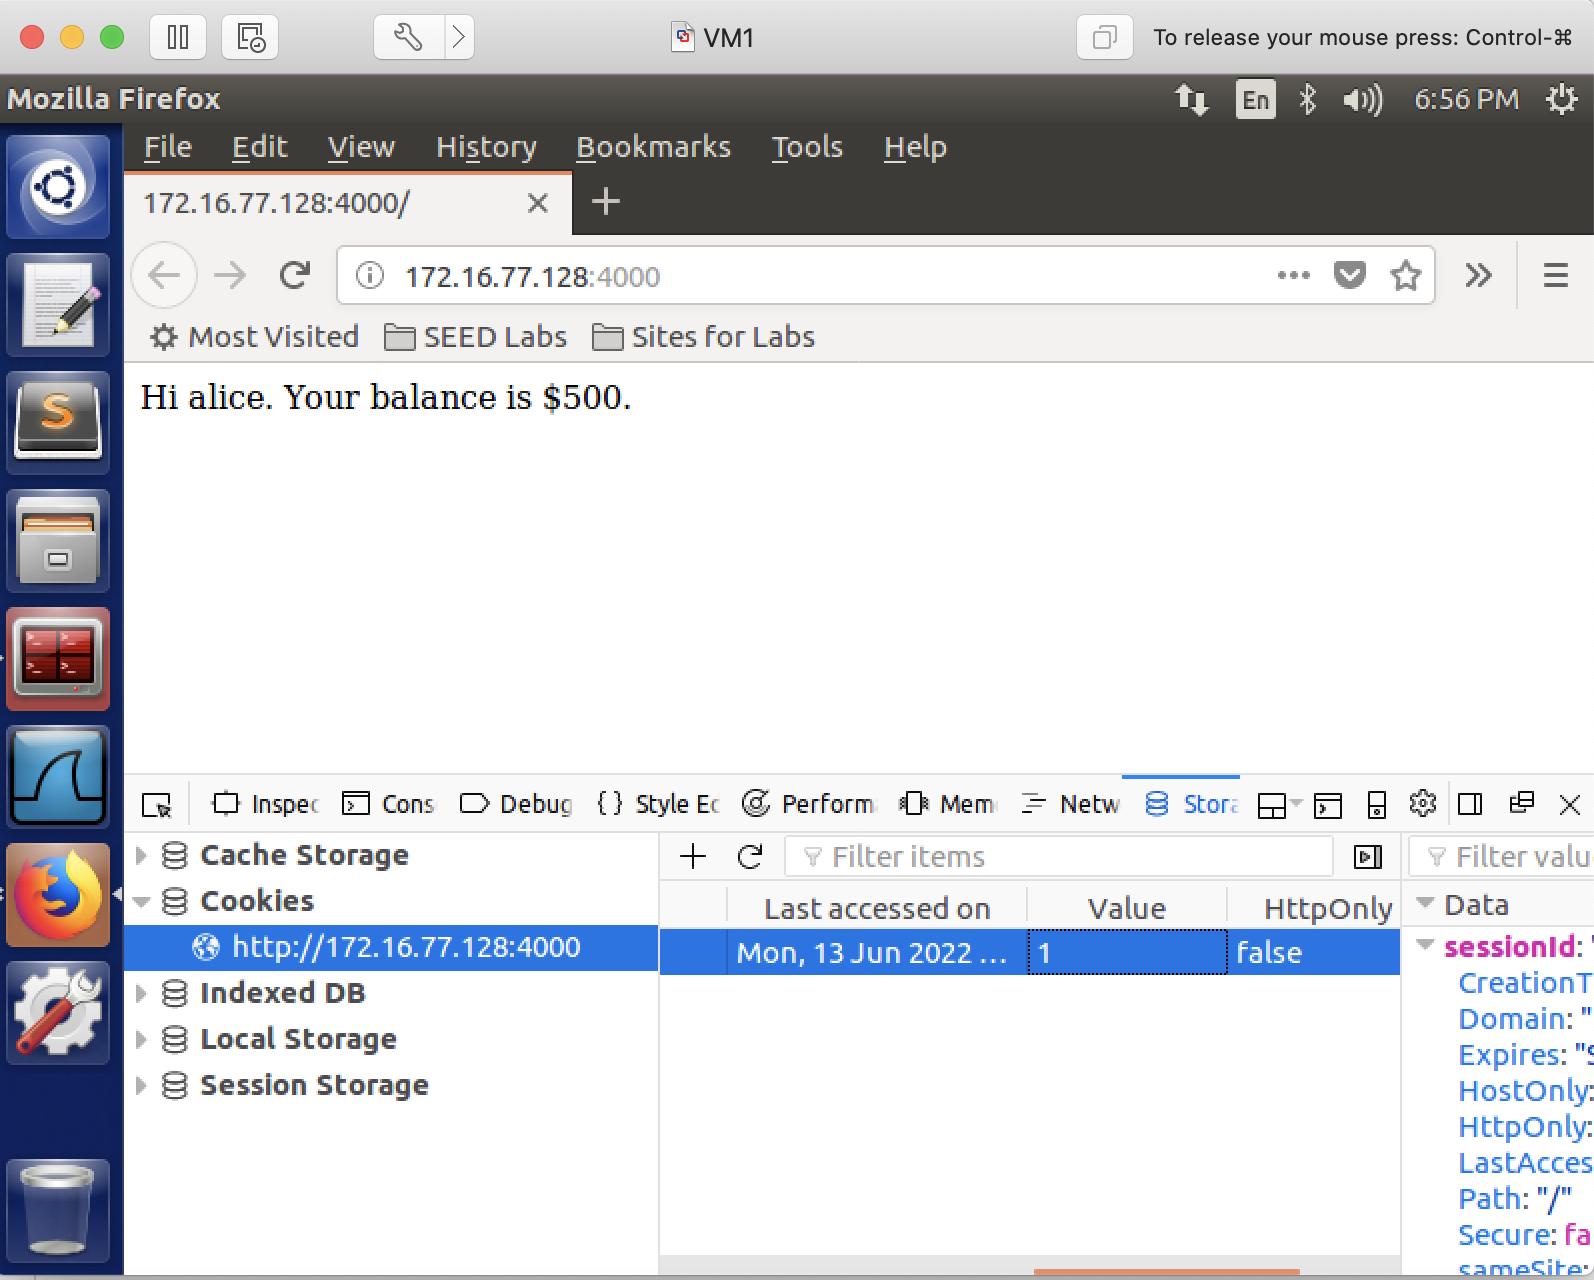 VM1
To release your mouse press: Control-⌘
Mozilla Firefox
En
6:56 PM
File Edit View History Bookmarks Tools Help
172.16.77.128:4000/
172.16.77.128:4000
Most Visited SEED Labs Sites for Labs
Hi alice. Your balance is $500.
Inspec Cons Debug Style Ec Perform Mem Netw Stora
Cache Storage
Filter items
Filter valu
Cookies
Last accessed on Value HttpOnly
Data
http://172.16.77.128:4000
Mon, 13 Jun 2022 ... 1 false
sessionId: "
Indexed DB
CreationT
Domain: "
Local Storage
Expires: "S
Session Storage
HostOnly:
HttpOnly:
LastAcces
Path: "/"
Secure: fa
sameSite: